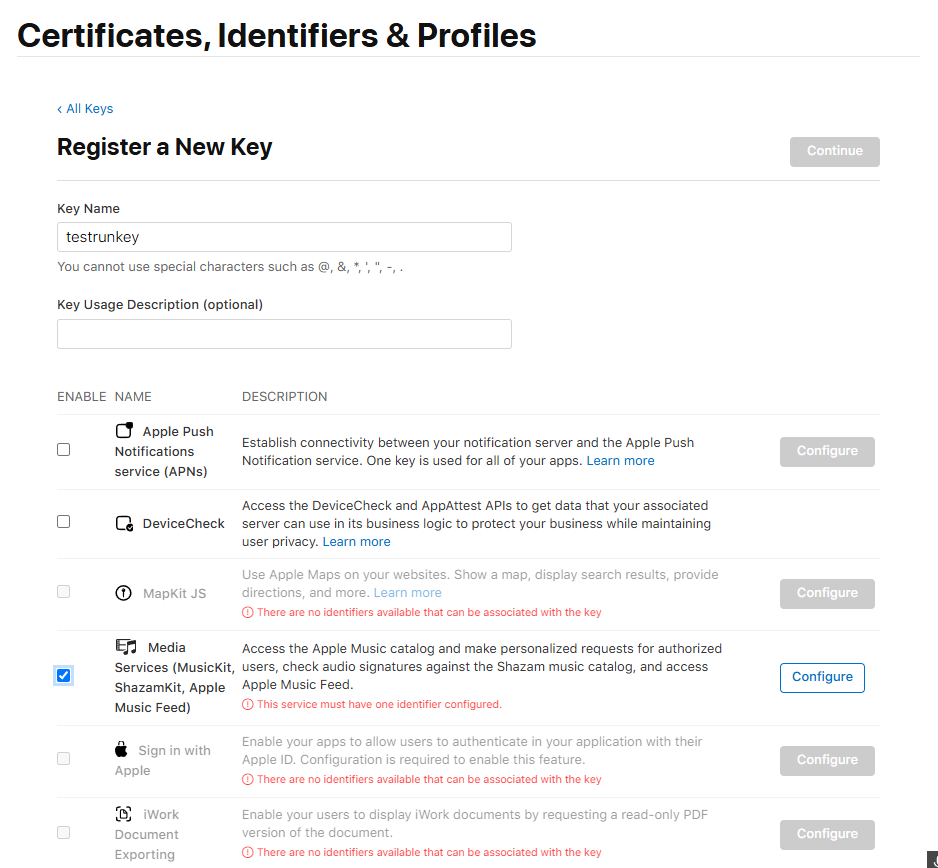 Certificates, Identifiers & Profiles
‹ All Keys
Register a New Key
Continue
Key Name
testrunkey
You cannot use special characters such as @, &, *, ', ", -, .
Key Usage Description (optional)
ENABLE NAME DESCRIPTION
Apple Push
Notifications
service (APNs)
Establish connectivity between your notification server and the Apple Push
Notification service. One key is used for all of your apps. Learn more
Configure
DeviceCheck
Access the DeviceCheck and AppAttest APIs to get data that your associated
server can use in its business logic to protect your business while maintaining
user privacy. Learn more
MapKit JS
Use Apple Maps on your websites. Show a map, display search results, provide
directions, and more. Learn more
There are no identifiers available that can be associated with the key
Configure
Media
Services (MusicKit,
ShazamKit, Apple
Music Feed)
Access the Apple Music catalog and make personalized requests for authorized
users, check audio signatures against the Shazam music catalog, and access
Apple Music Feed.
This service must have one identifier configured.
Configure
Sign in with
Apple
Enable your apps to allow users to authenticate in your application with their
Apple ID. Configuration is required to enable this feature.
There are no identifiers available that can be associated with the key
Configure
iWork
Document
Exporting
Enable your users to display iWork documents by requesting a read-only PDF
version of the document.
There are no identifiers available that can be associated with the key
Configure